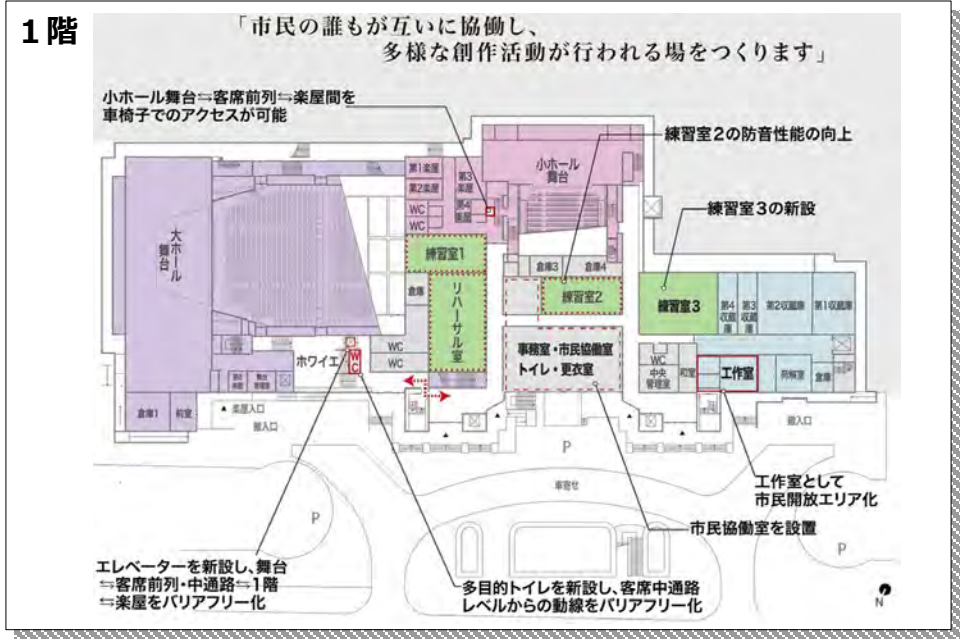 1階
「市民の誰もが互いに協働し、
多様な創作活動が行われる場をつくります」
小ホール舞台⇆客席前列⇆楽屋間を
車椅子でのアクセスが可能
練習室2の防音性能の向上
練習室3の新設
第1楽屋
第2楽屋
WC
WC
第3
楽屋
第4
楽屋
小ホール
舞台
大ホール
舞台
練習室1
リハーサル室
倉庫
WC
WC
倉庫3
倉庫4
練習室2
練習室3
第4
収蔵
庫
第3
収蔵
庫
第2収蔵庫
第1収蔵庫
ホワイエ
WC
事務室・市民協働室
トイレ・更衣室
WC
中央
管理室
和室
工作室
荷解室
倉庫
倉庫1
前室
楽屋入口
搬入口
搬入口
P
車寄せ
P
P
工作室として
市民開放エリア化
市民協働室を設置
エレベーターを新設し、舞台
⇆客席前列・中通路⇆1階
⇆楽屋をバリアフリー化
多目的トイレを新設し、客席中通路
レベルからの動線をバリアフリー化
N